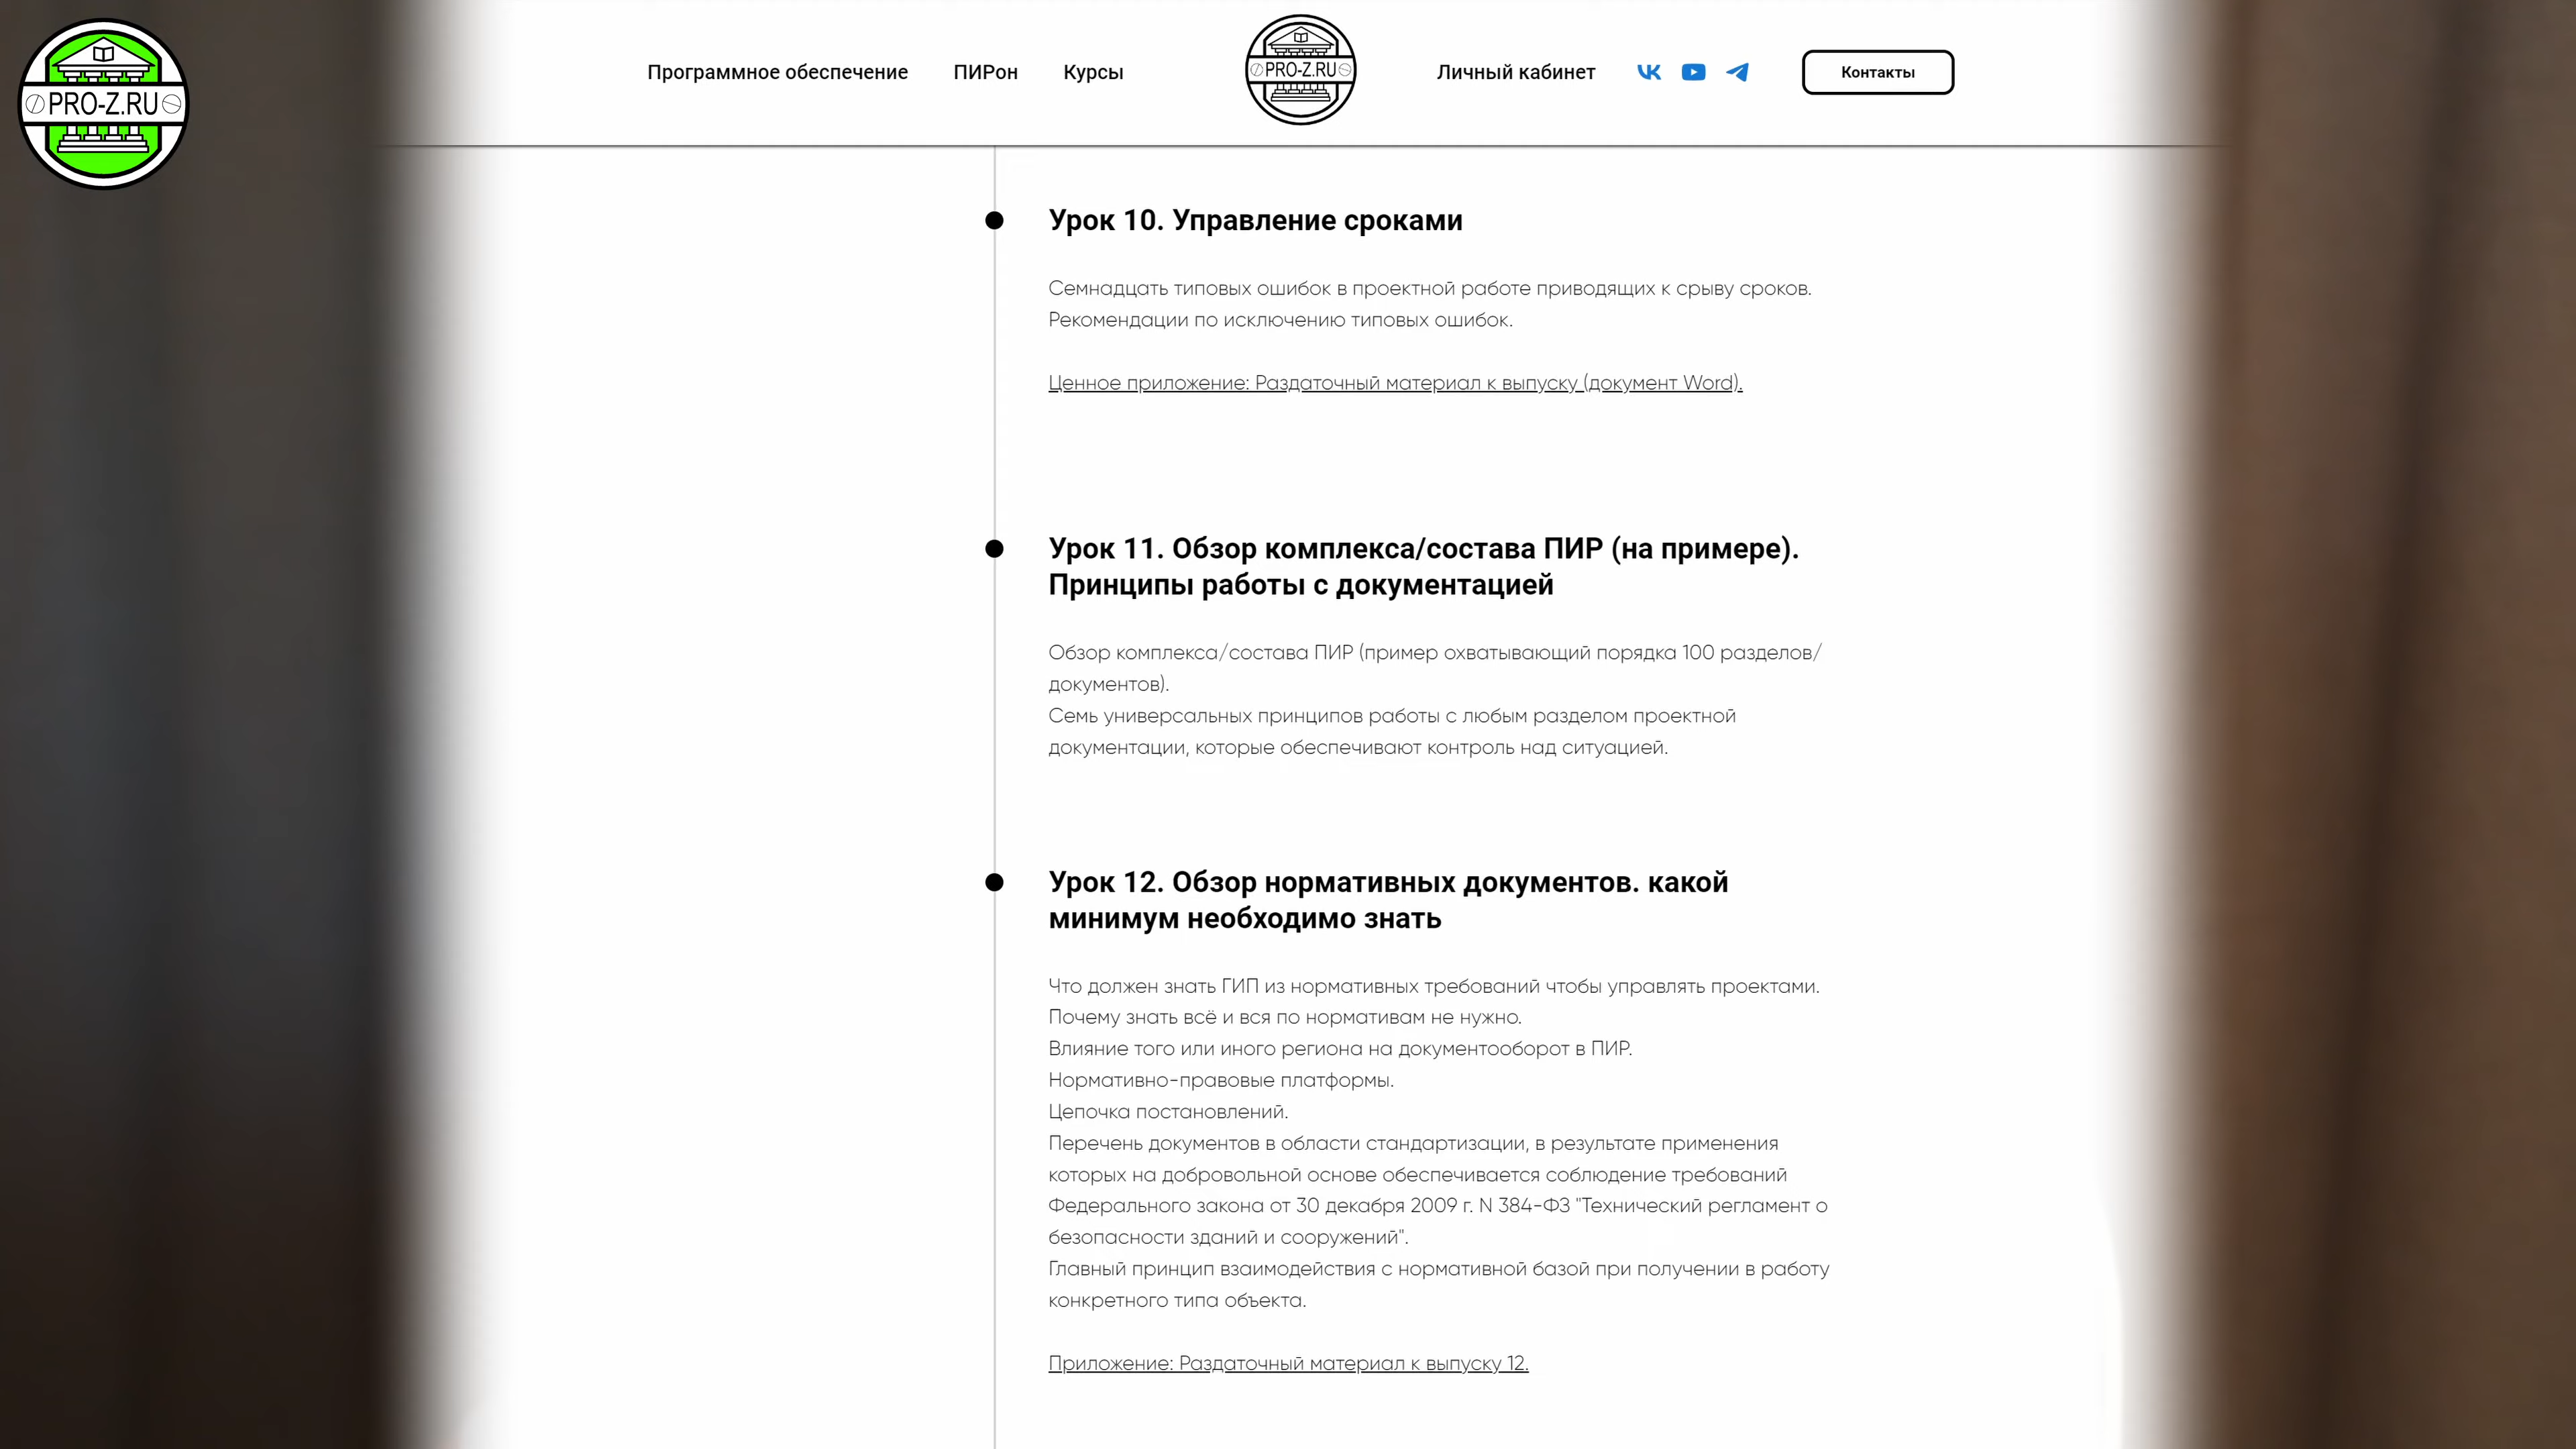 PRO-Z.RU
Программное обеспечение
ПИРон
Курсы
PRO-Z.RU
Личный кабинет
Контакты
Урок 10. Управление сроками
Семнадцать типовых ошибок в проектной работе приводящих к срыву сроков.
Рекомендации по исключению типовых ошибок.
Ценное приложение: Раздаточный материал к выпуску (документ Word).
Урок 11. Обзор комплекса/состава ПИР (на примере).
Принципы работы с документацией
Обзор комплекса/состава ПИР (пример охватывающий порядка 100 разделов/
документов).
Семь универсальных принципов работы с любым разделом проектной
документации, которые обеспечивают контроль над ситуацией.
Урок 12. Обзор нормативных документов. какой
минимум необходимо знать
Что должен знать ГИП из нормативных требований чтобы управлять проектами.
Почему знать всё и вся по нормативам не нужно.
Влияние того или иного региона на документооборот в ПИР.
Нормативно-правовые платформы.
Цепочка постановлений.
Перечень документов в области стандартизации, в результате применения
которых на добровольной основе обеспечивается соблюдение требований
Федерального закона от 30 декабря 2009 г. N 384-ФЗ "Технический регламент о
безопасности зданий и сооружений".
Главный принцип взаимодействия с нормативной базой при получении в работу
конкретного типа объекта.
Приложение: Раздаточный материал к выпуску 12.